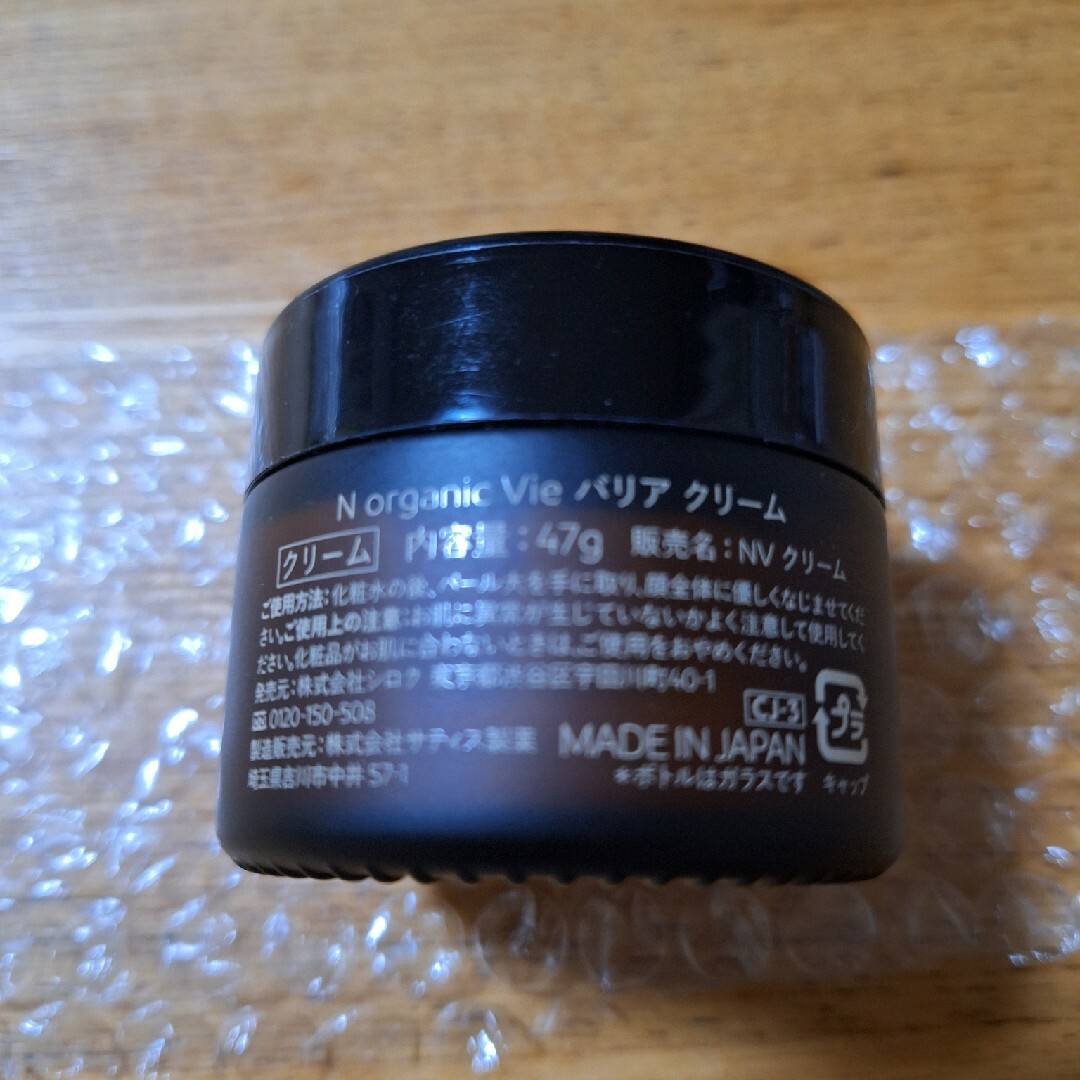 N organic Vie バリア クリーム
クリーム 内容量：47g 販売名：NV クリーム
ご使用方法：化粧水の後、パール大を手に取り、顔全体に優しくなじませてくだ
さい。ご使用上の注意：お肌に異常が生じていないかよく注意して使用してく
ださい。化粧品がお肌に合わないときは、ご使用をおやめください。
発売元：株式会社シロク 東京都渋谷区宇田川町40-1
0120-150-508
CJ-3
製造販売元：株式会社サティス製薬
埼玉県吉川市中井57-1
MADE IN JAPAN
＊ボトルはガラスです
プラ
キャップ